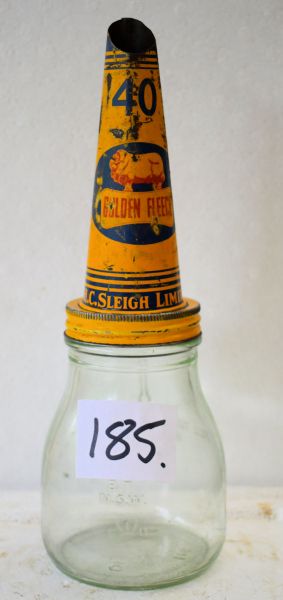 40
GOLDEN FLEECE
.C. SLEIGH LIMI
185.